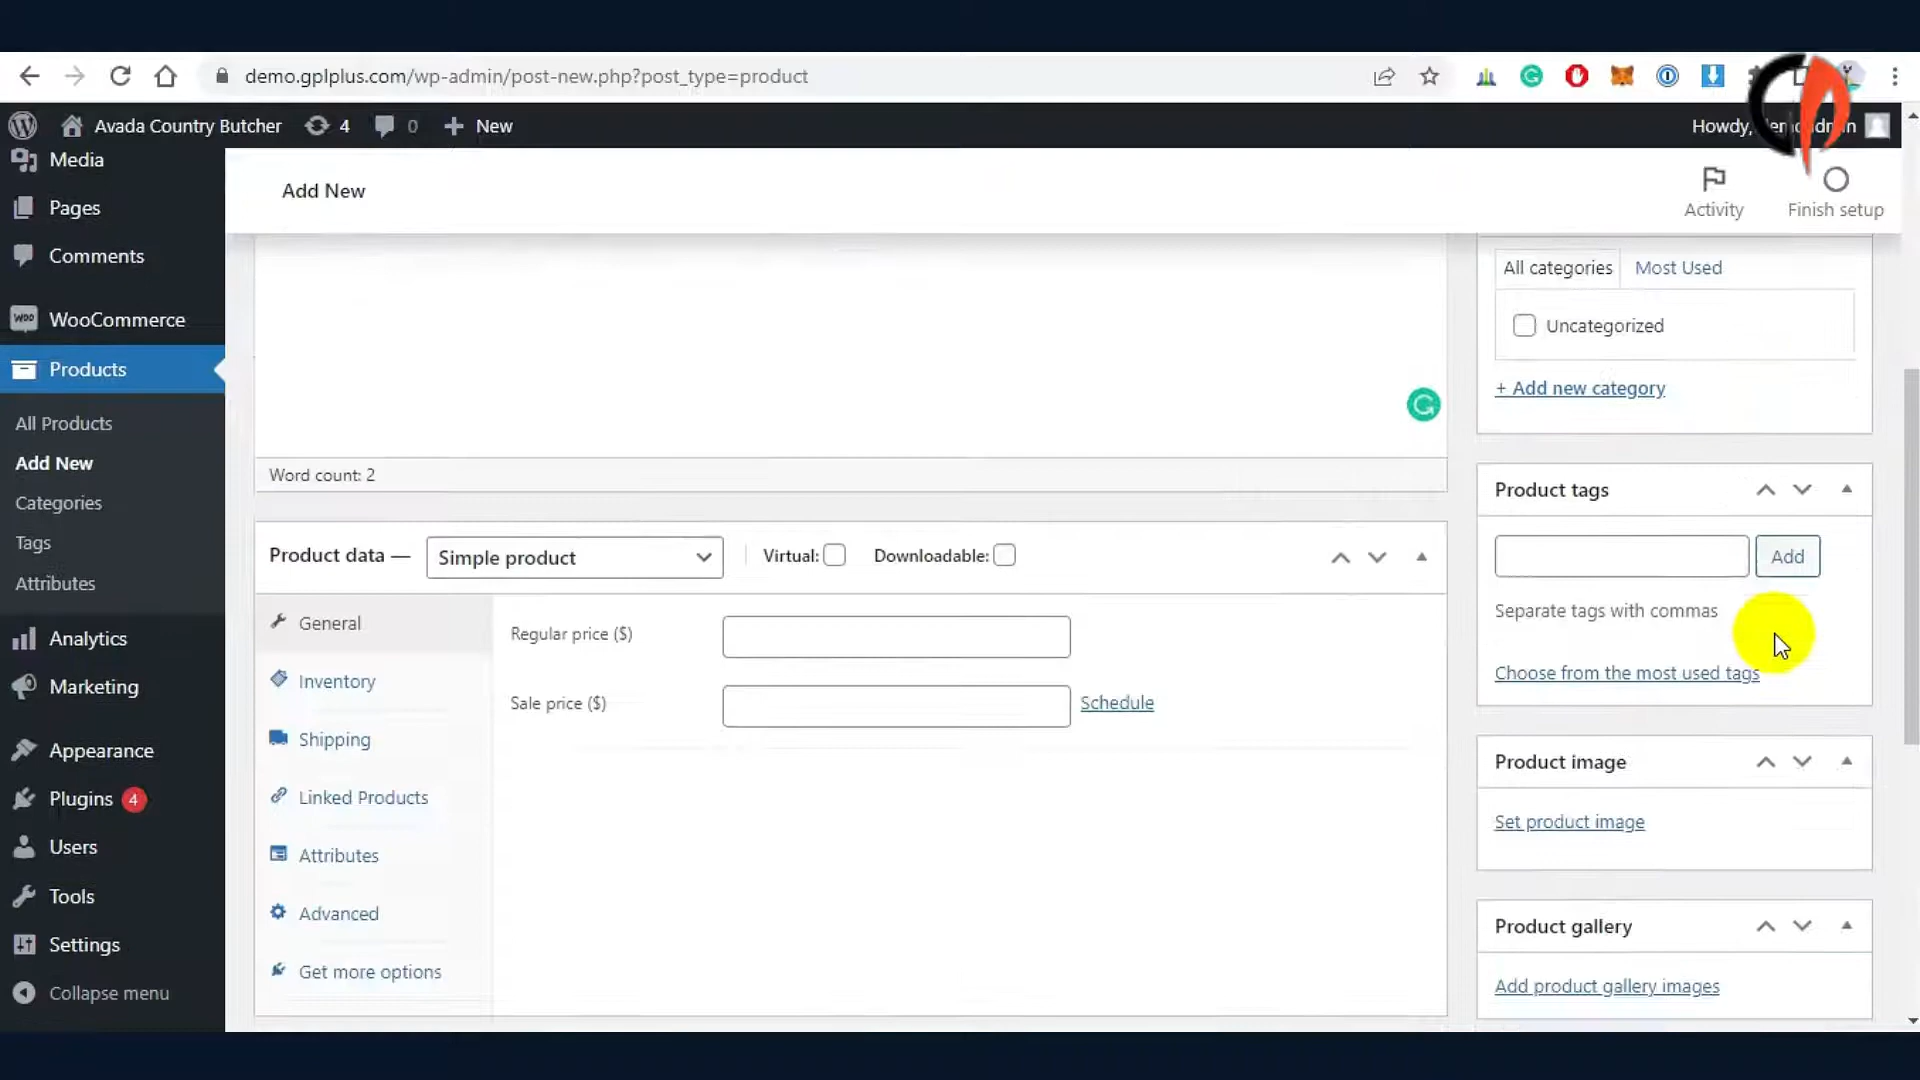 demo.gplplus.com/wp-admin/post-new.php?post_type=product
Avada Country Butcher
4
0
New
Howdy,
Media
Pages
Comments
WooCommerce
Products
All Products
Add New
Categories
Tags
Attributes
Analytics
Marketing
Appearance
Plugins 4
Users
Tools
Settings
Collapse menu
Add New
Activity
Finish setup
Word count: 2
Product data —
Simple product
Virtual:
Downloadable:
General
Inventory
Shipping
Linked Products
Attributes
Advanced
Get more options
Regular price ($)
Sale price ($)
Schedule
All categories
Most Used
Uncategorized
+ Add new category
Product tags
Add
Separate tags with commas
Choose from the most used tags
Product image
Set product image
Product gallery
Add product gallery images